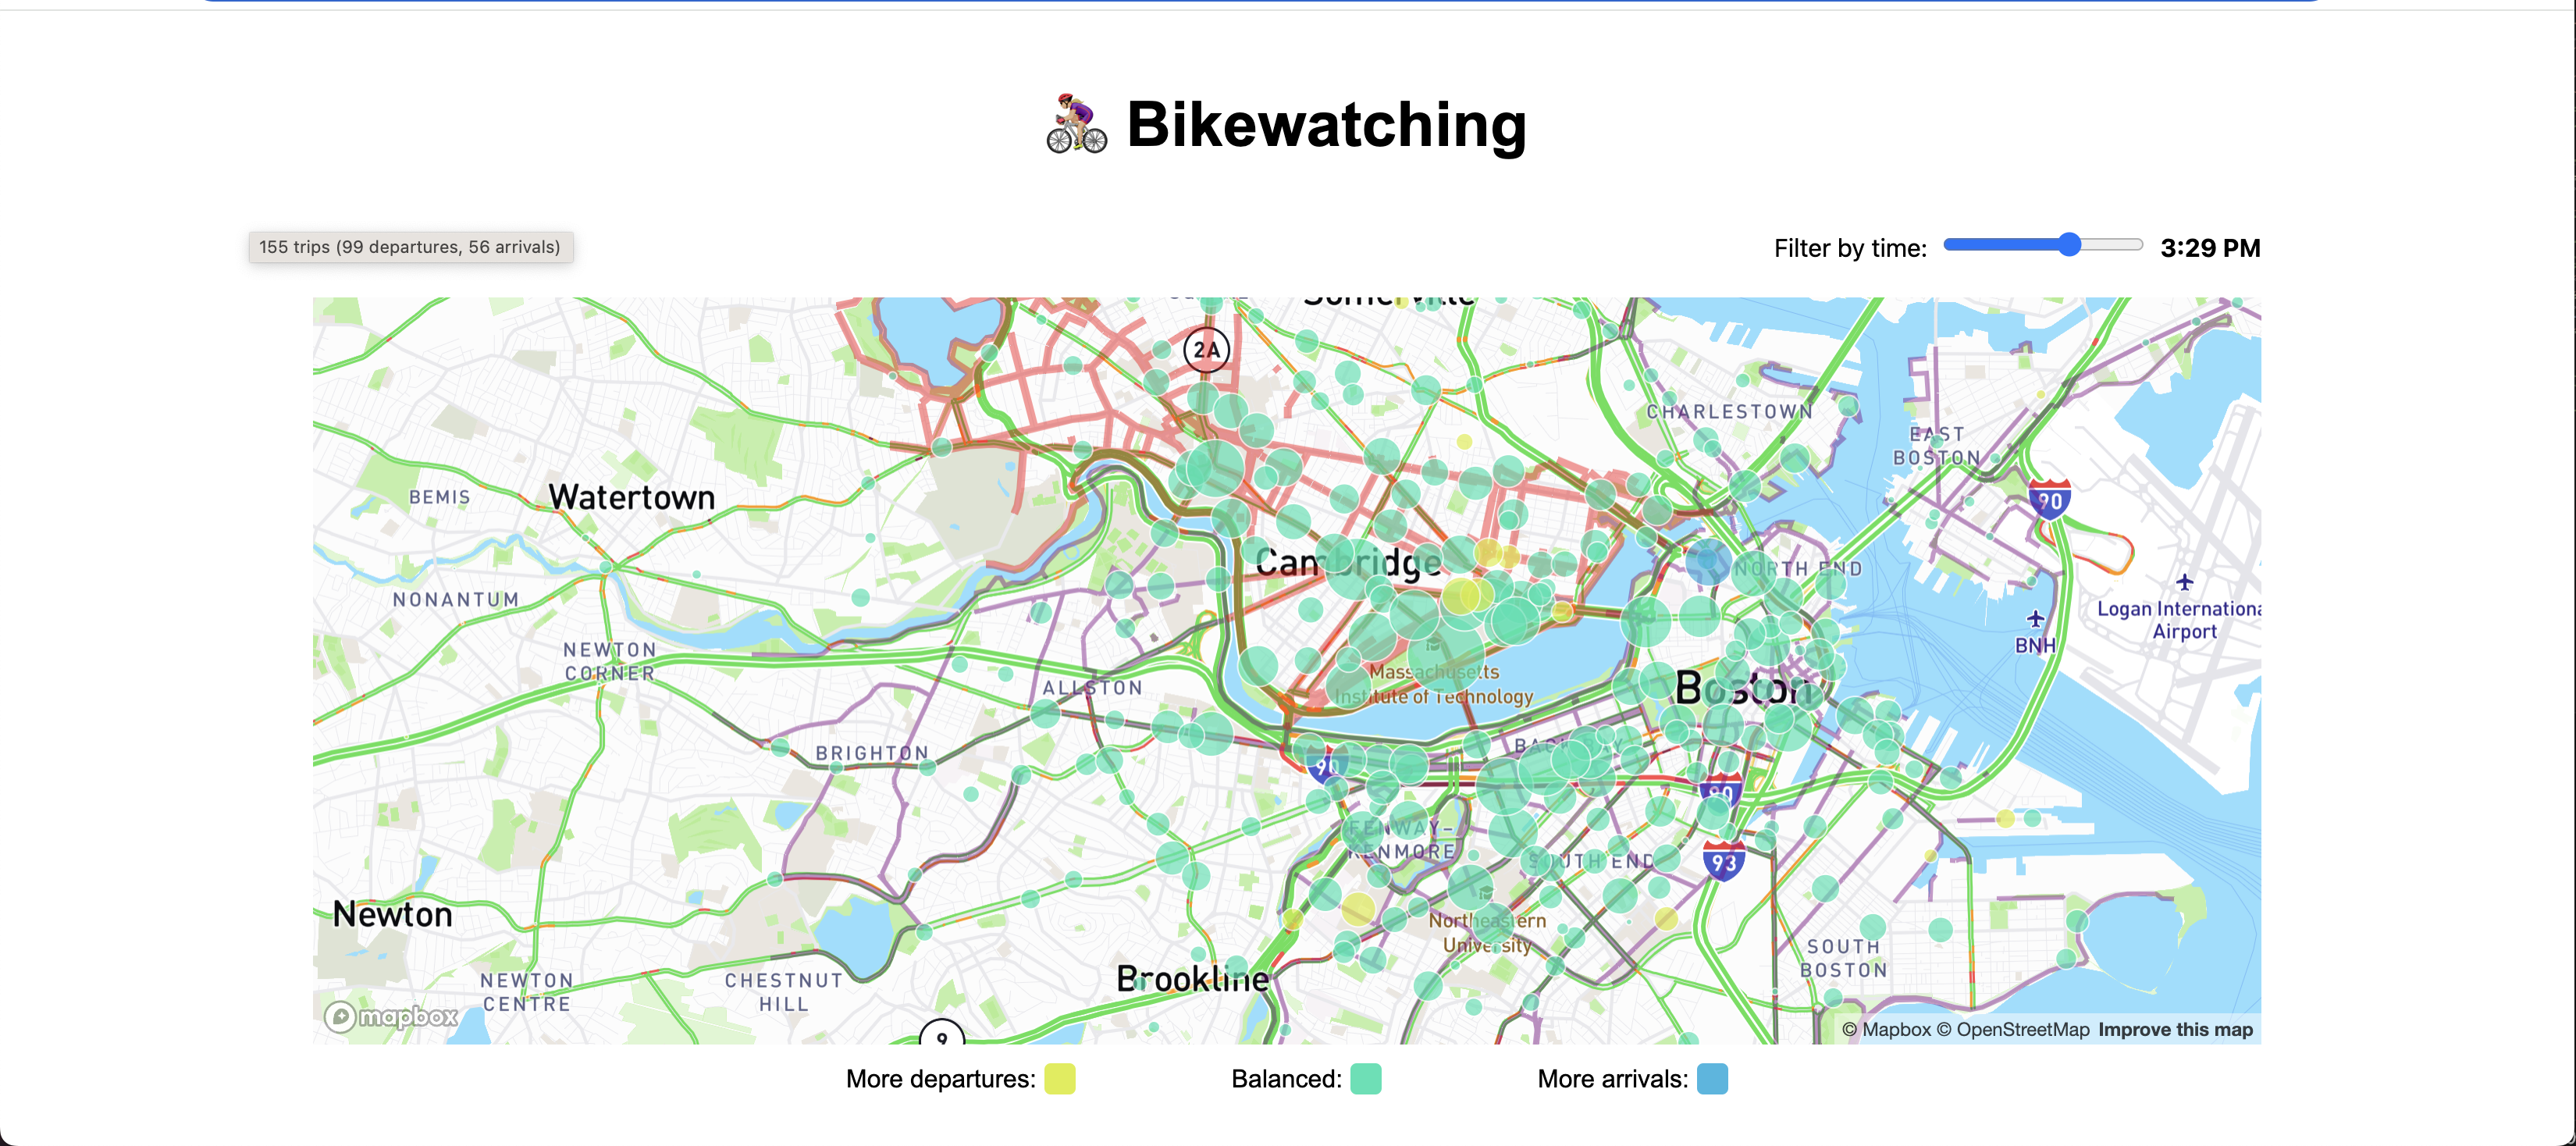 🚴🏼‍♀️ Bikewatching
155 trips (99 departures, 56 arrivals)
Filter by time: 3:29 PM
Somerville
2A
CHARLESTOWN
EAST
BOSTON
BEMIS
Watertown
90
Cambridge
NORTH END
NONANTUM
Logan Internationa
Airport
BNH
NEWTON
CORNER
Massachusetts
Institute of Technology
ALLSTON
Boston
BRIGHTON
BACK BAY
90
90
FENWAY–
KENMORE
SOUTH END
93
Newton
Northeastern
University
SOUTH
BOSTON
NEWTON
CENTRE
CHESTNUT
HILL
Brookline
mapbox
9
© Mapbox © OpenStreetMap Improve this map
More departures:
Balanced:
More arrivals: